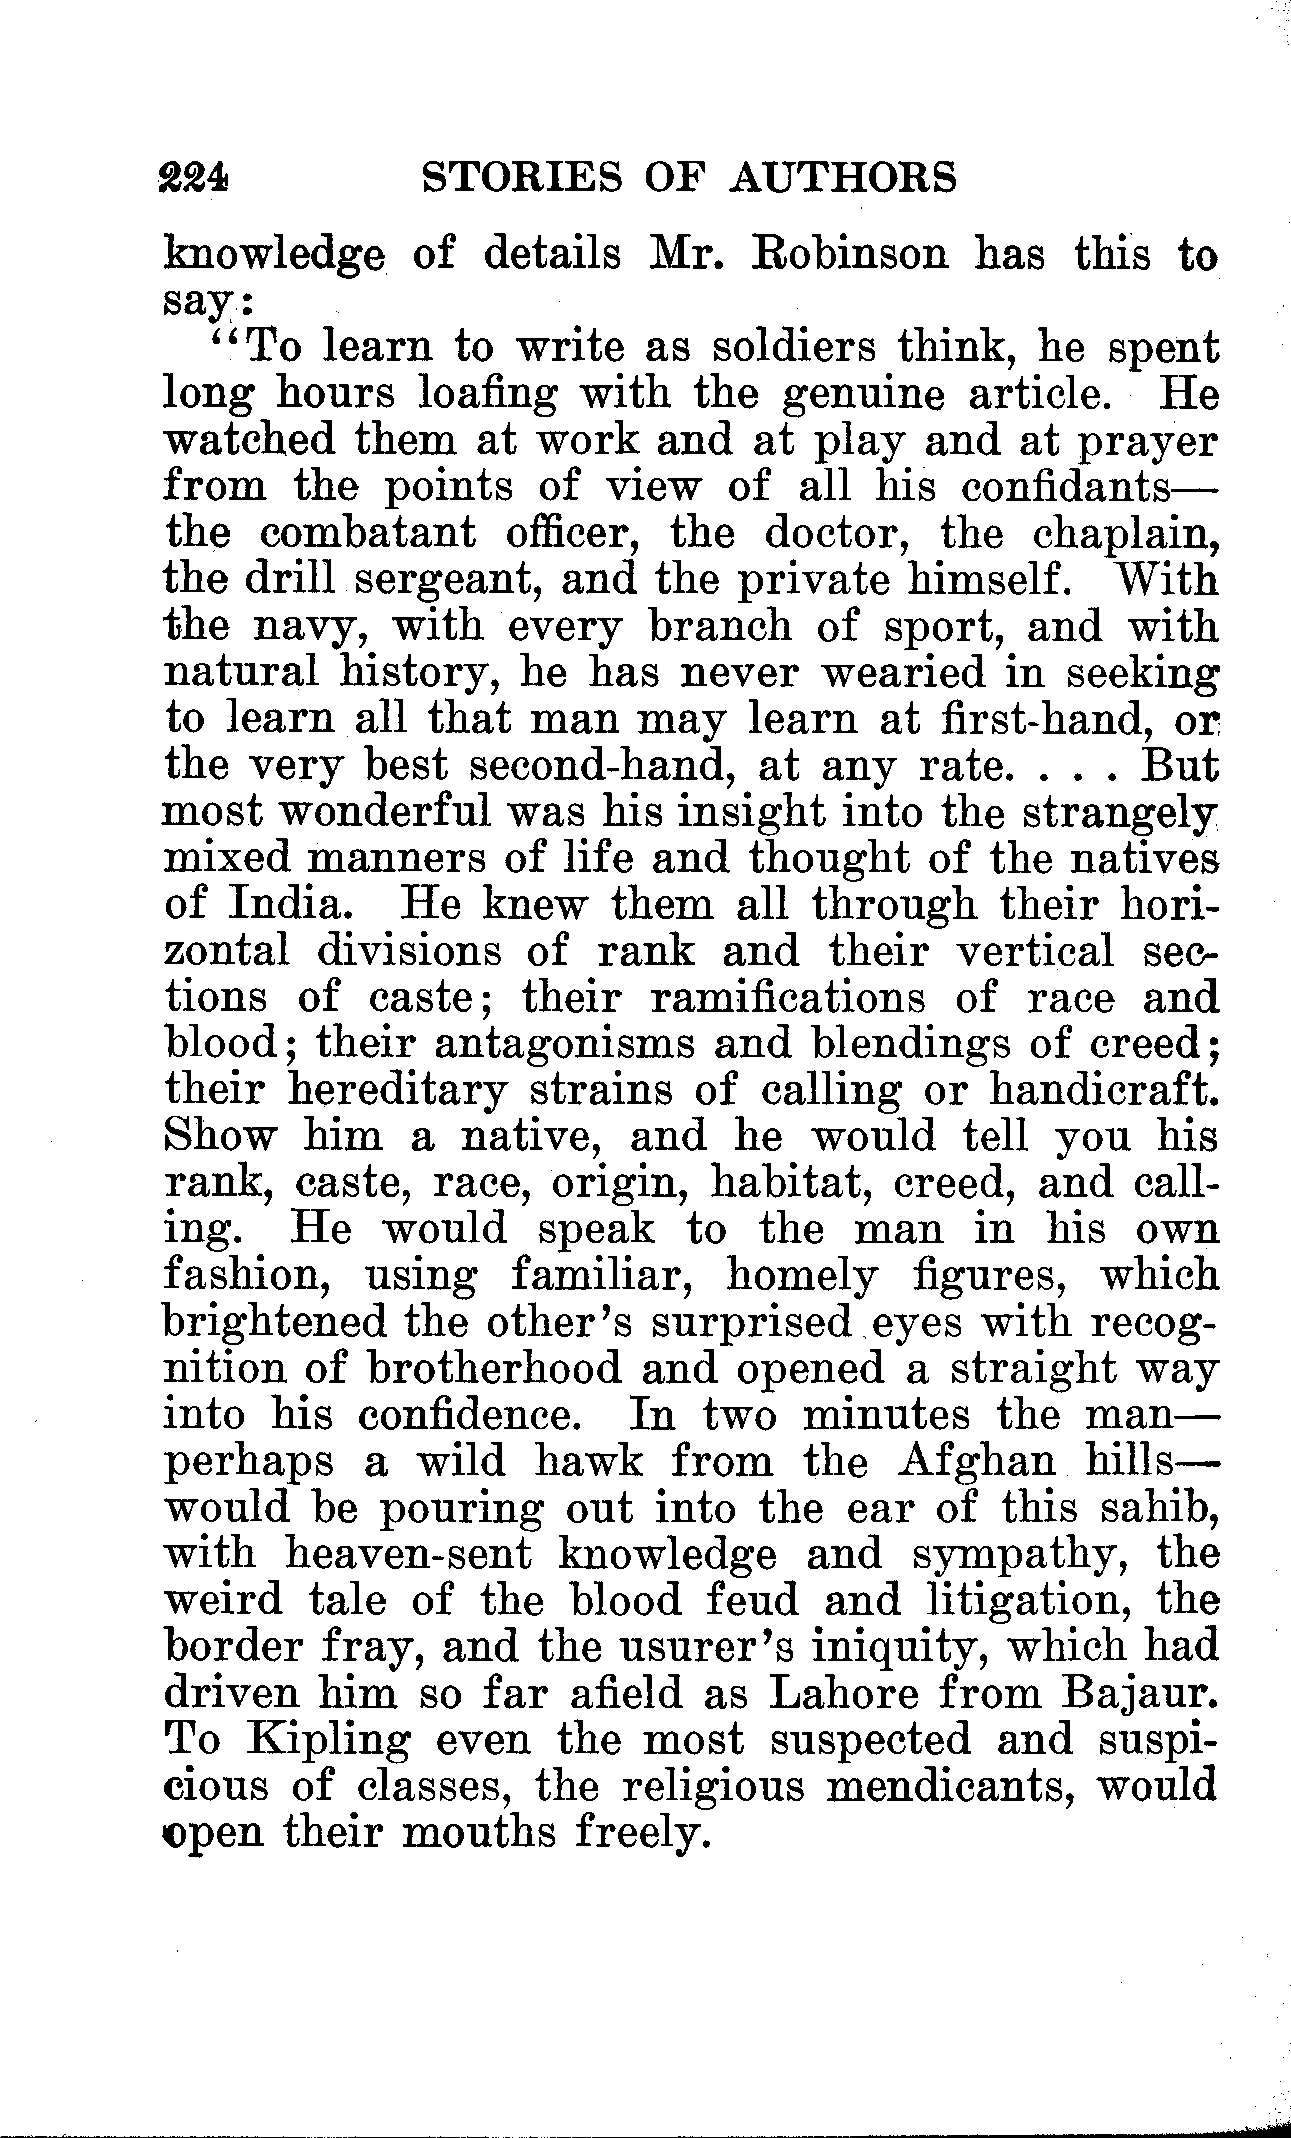 224 STORIES OF AUTHORS
knowledge of details Mr. Robinson has this to
say:
"To learn to write as soldiers think, he spent
long hours loafing with the genuine article. He
watched them at work and at play and at prayer
from the points of view of all his confidants—
the combatant officer, the doctor, the chaplain,
the drill sergeant, and the private himself. With
the navy, with every branch of sport, and with
natural history, he has never wearied in seeking
to learn all that man may learn at first-hand, or
the very best second-hand, at any rate. . . . But
most wonderful was his insight into the strangely
mixed manners of life and thought of the natives
of India. He knew them all through their hori-
zontal divisions of rank and their vertical sec-
tions of caste; their ramifications of race and
blood; their antagonisms and blendings of creed;
their hereditary strains of calling or handicraft.
Show him a native, and he would tell you his
rank, caste, race, origin, habitat, creed, and call-
ing. He would speak to the man in his own
fashion, using familiar, homely figures, which
brightened the other's surprised eyes with recog-
nition of brotherhood and opened a straight way
into his confidence. In two minutes the man—
perhaps a wild hawk from the Afghan hills—
would be pouring out into the ear of this sahib,
with heaven-sent knowledge and sympathy, the
weird tale of the blood feud and litigation, the
border fray, and the usurer's iniquity, which had
driven him so far afield as Lahore from Bajaur.
To Kipling even the most suspected and suspi-
cious of classes, the religious mendicants, would
open their mouths freely.